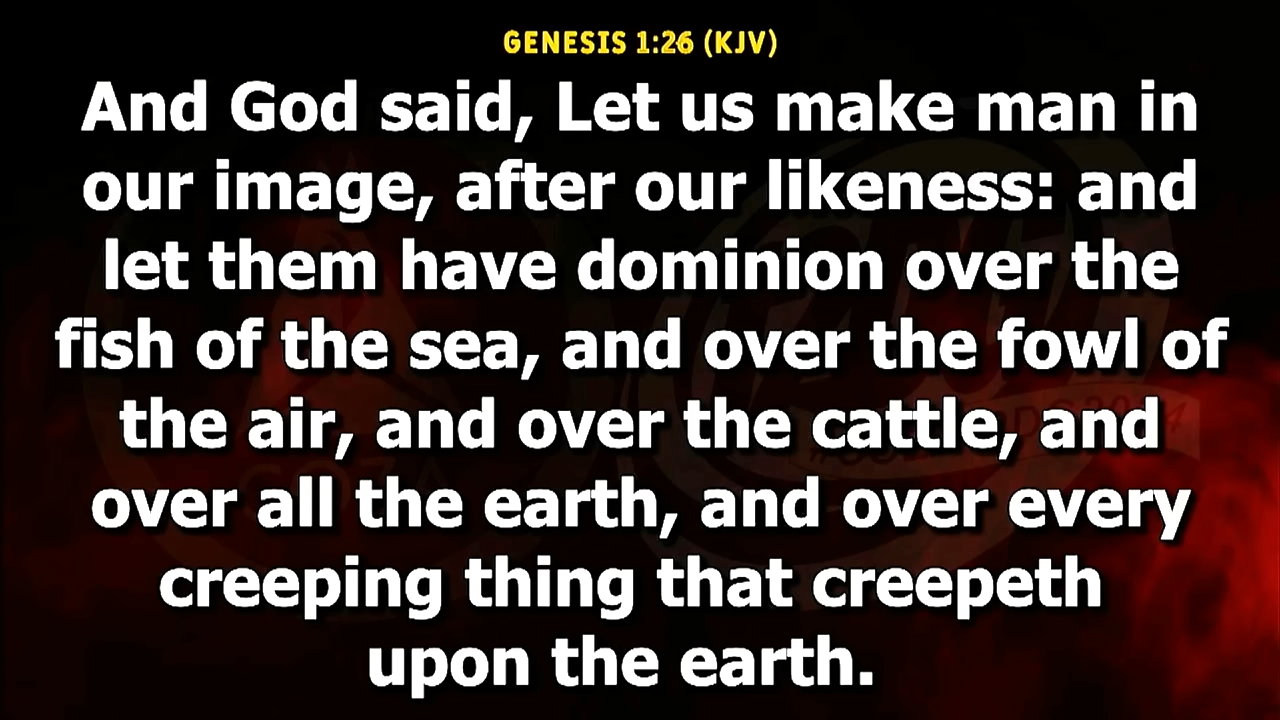 GENESIS 1:26 (KJV)
And God said, Let us make man in
our image, after our likeness: and
let them have dominion over the
fish of the sea, and over the fowl of
the air, and over the cattle, and
over all the earth, and over every
creeping thing that creepeth
upon the earth.